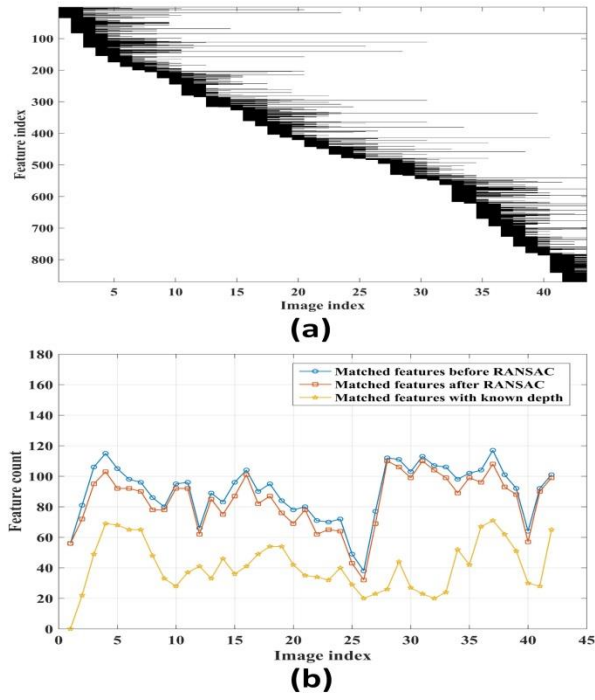 100
200
300
400
500
600
700
800
Feature index
5 10 15 20 25 30 35 40
Image index
(a)
180
160
140
120
100
80
60
40
20
0
Feature count
Matched features before RANSAC
Matched features after RANSAC
Matched features with known depth
0 5 10 15 20 25 30 35 40 45
Image index
(b)